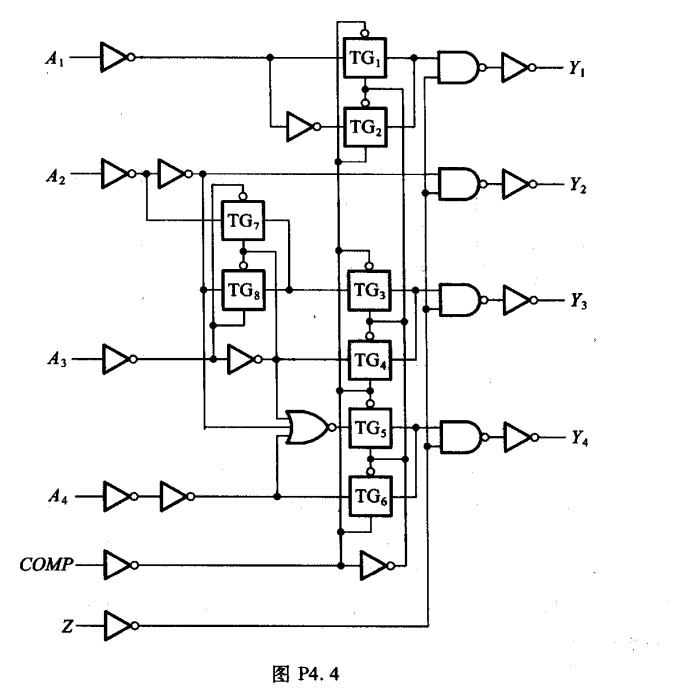 A1
TG1
Y1
TG2
A2
Y2
TG7
TG8
TG3
Y3
A3
TG4
TG5
Y4
A4
TG6
COMP
Z
图 P4.4